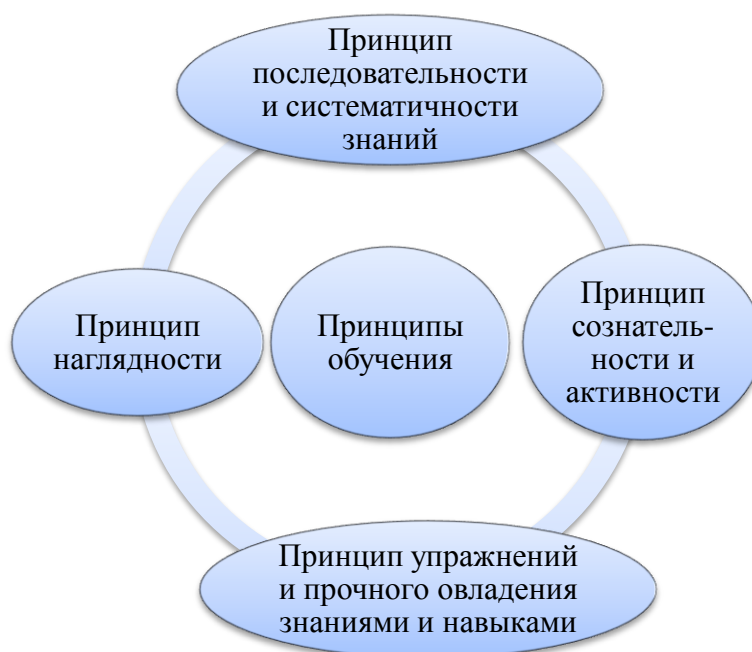 Принцип
последовательности
и систематичности
знаний
Принцип
наглядности
Принципы
обучения
Принцип
сознатель-
ности и
активности
Принцип упражнений
и прочного овладения
знаниями и навыками